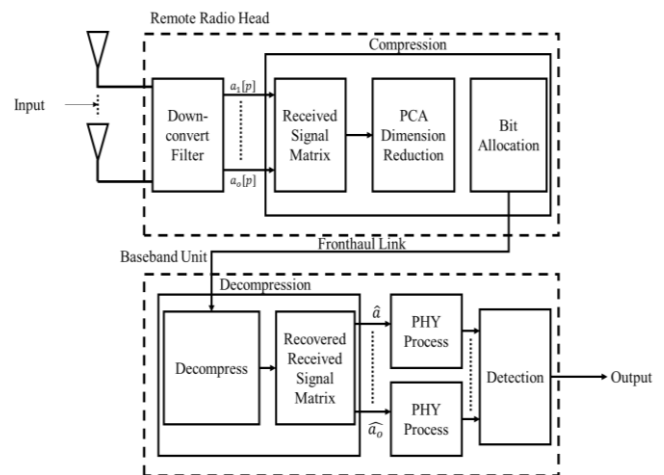 Remote Radio Head
Compression
Input
Down-
convert
Filter
a₁[p]
aₒ[p]
Received
Signal
Matrix
PCA
Dimension
Reduction
Bit
Allocation
Fronthaul Link
Baseband Unit
Decompression
Decompress
Recovered
Received
Signal
Matrix
â
âₒ
PHY
Process
PHY
Process
Detection
Output